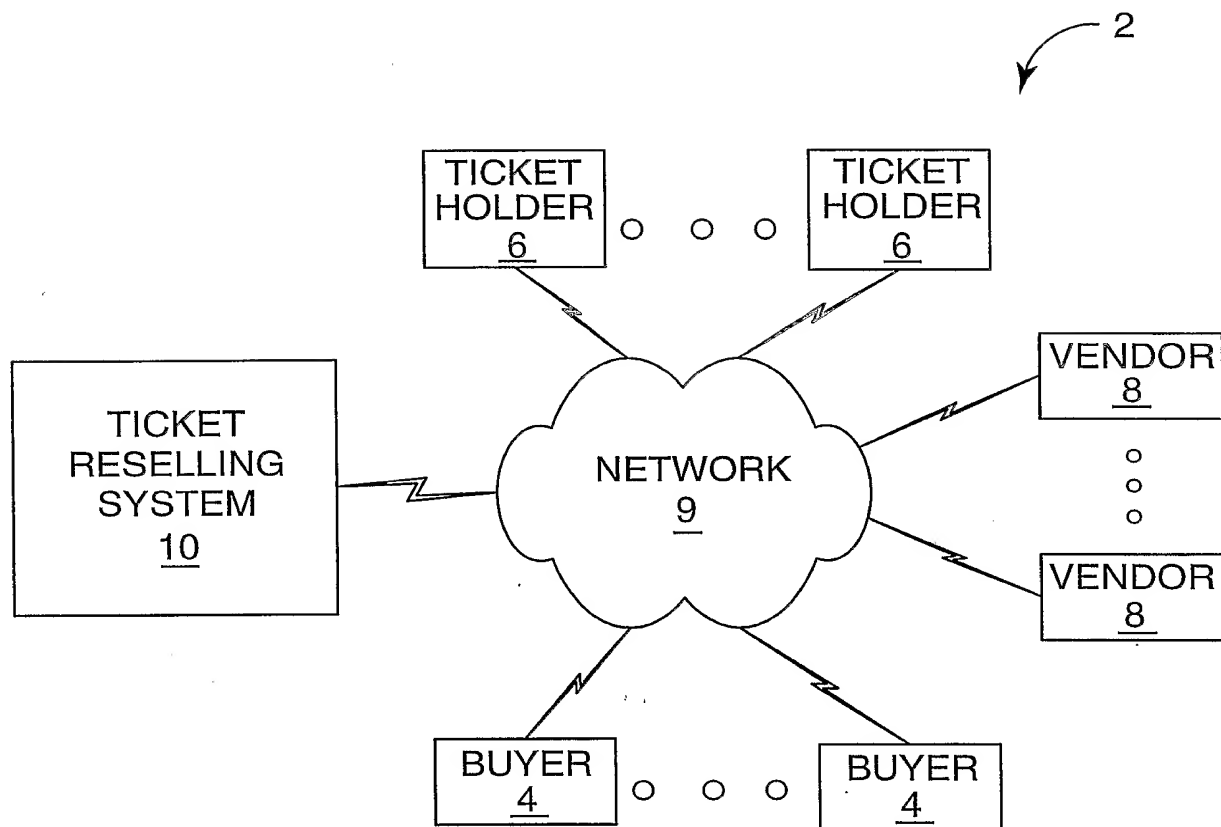 2
TICKET
HOLDER
6
TICKET
HOLDER
6
VENDOR
8
TICKET
RESELLING
SYSTEM
10
NETWORK
9
VENDOR
8
BUYER
4
BUYER
4